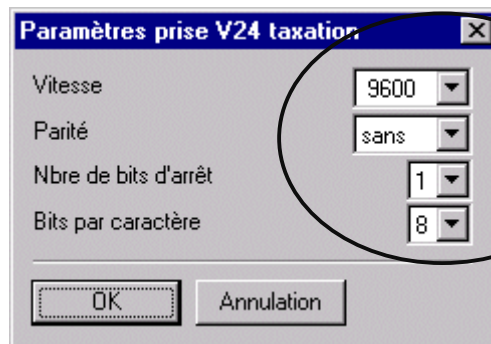 Paramètres prise V24 taxation
Vitesse 9600
Parité sans
Nbre de bits d'arrêt 1
Bits par caractère 8
OK Annulation